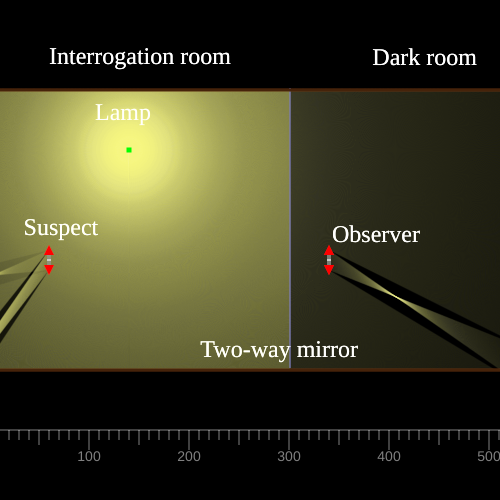 Interrogation room
Dark room
Lamp
Suspect
Observer
Two-way mirror
100 200 300 400 500